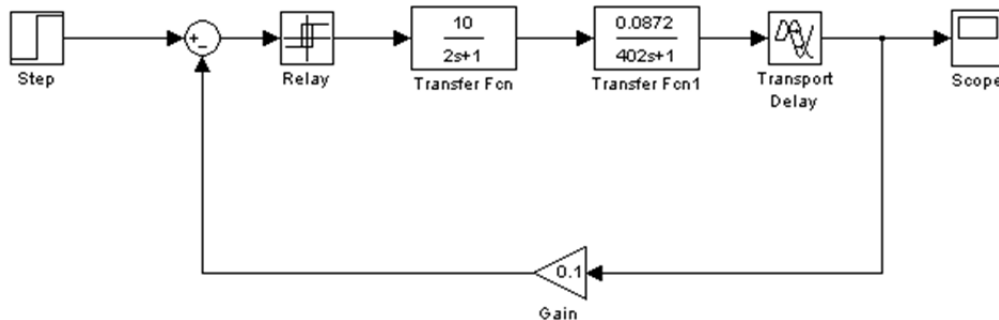 +
−
10
2s+1
0.0872
402s+1
Step
Relay
Transfer Fcn
Transfer Fcn1
Transport
Delay
Scope
0.1
Gain